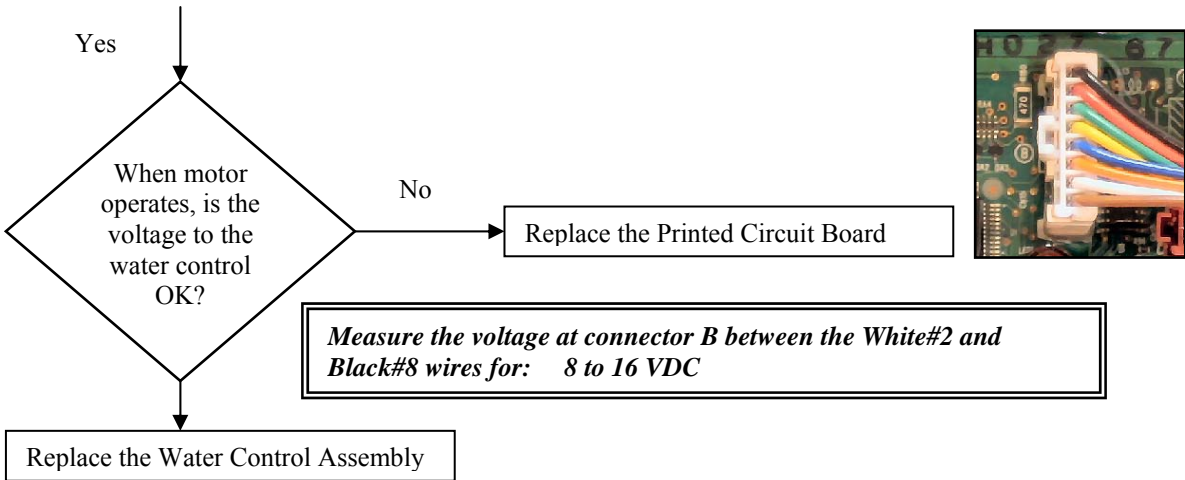 Yes
When motor
operates, is the
voltage to the
water control
OK?
No
Replace the Printed Circuit Board
Measure the voltage at connector B between the White#2 and
Black#8 wires for: 8 to 16 VDC
Replace the Water Control Assembly
470
B